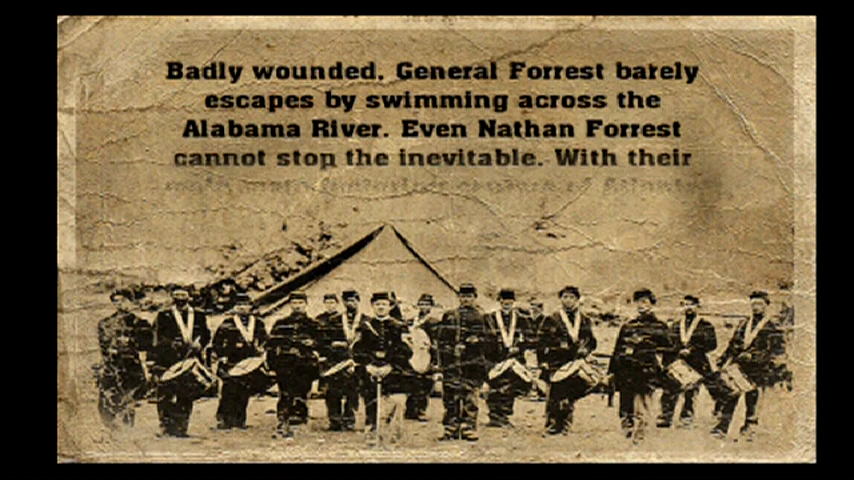 Badly wounded, General Forrest barely
escapes by swimming across the
Alabama River. Even Nathan Forrest
cannot stop the inevitable. With their